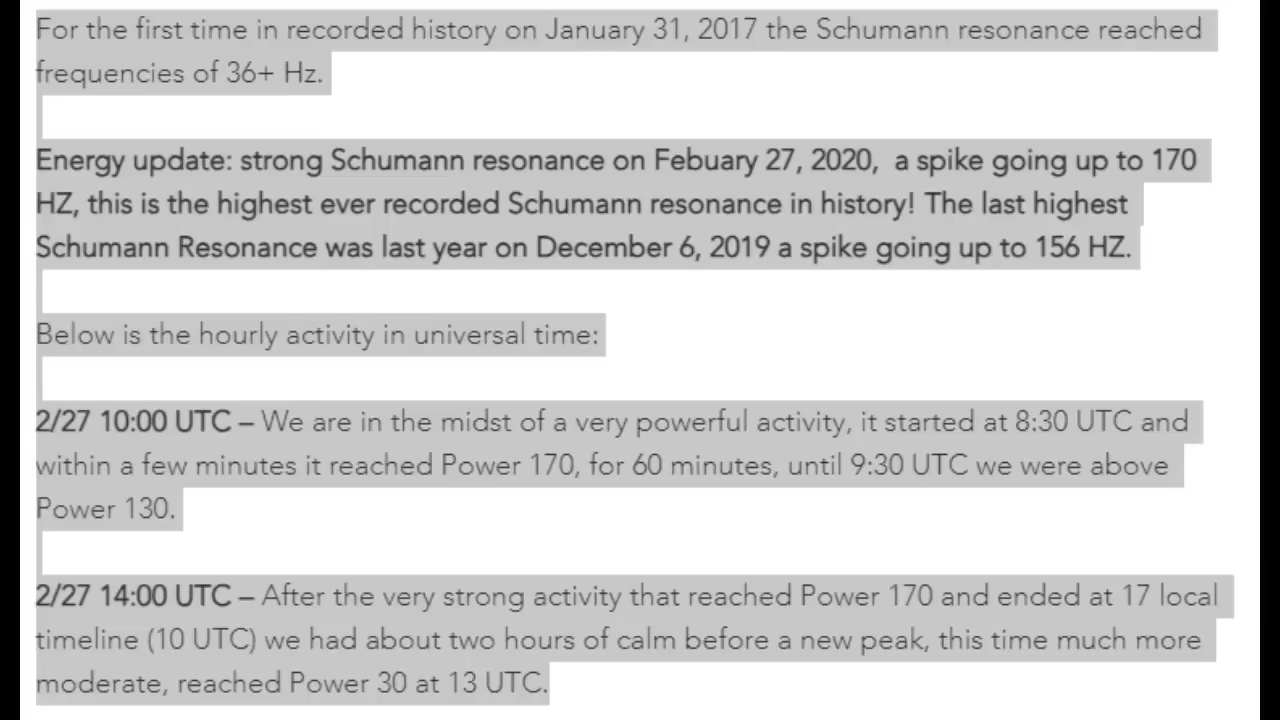 For the first time in recorded history on January 31, 2017 the Schumann resonance reached
frequencies of 36+ Hz.
Energy update: strong Schumann resonance on Febuary 27, 2020,  a spike going up to 170
HZ, this is the highest ever recorded Schumann resonance in history! The last highest
Schumann Resonance was last year on December 6, 2019 a spike going up to 156 HZ.
Below is the hourly activity in universal time:
2/27 10:00 UTC – We are in the midst of a very powerful activity, it started at 8:30 UTC and
within a few minutes it reached Power 170, for 60 minutes, until 9:30 UTC we were above
Power 130.
2/27 14:00 UTC – After the very strong activity that reached Power 170 and ended at 17 local
timeline (10 UTC) we had about two hours of calm before a new peak, this time much more
moderate, reached Power 30 at 13 UTC.